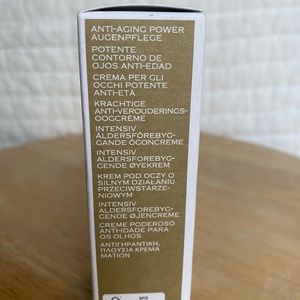 ANTI-AGING POWER
AUGENPFLEGE
POTENTE
CONTORNO DE
OJOS ANTI-EDAD
CREMA PER GLI
OCCHI POTENTE
ANTI-ETÀ
KRACHTIGE
ANTI-VEROUDERINGS-
OOGCRÈME
INTENSIV
ÅLDERSFÖREBYG-
GANDE ÖGONCREME
INTENSIV
ALDERSFOREBYG-
GENDE ØYEKREM
KREM POD OCZY O
SILNYM DZIAŁANIU
PRZECIWSTARZE-
NIOWYM
INTENSIV
ALDERSFOREBYG-
GENDE ØJENCREME
CREME PODEROSO
ANTI-IDADE PARA
OS OLHOS
ΑΝΤΙΓΗΡΑΝΤΙΚΗ,
ΠΛΟΥΣΙΑ ΚΡΕΜΑ
ΜΑΤΙΩΝ
MIX